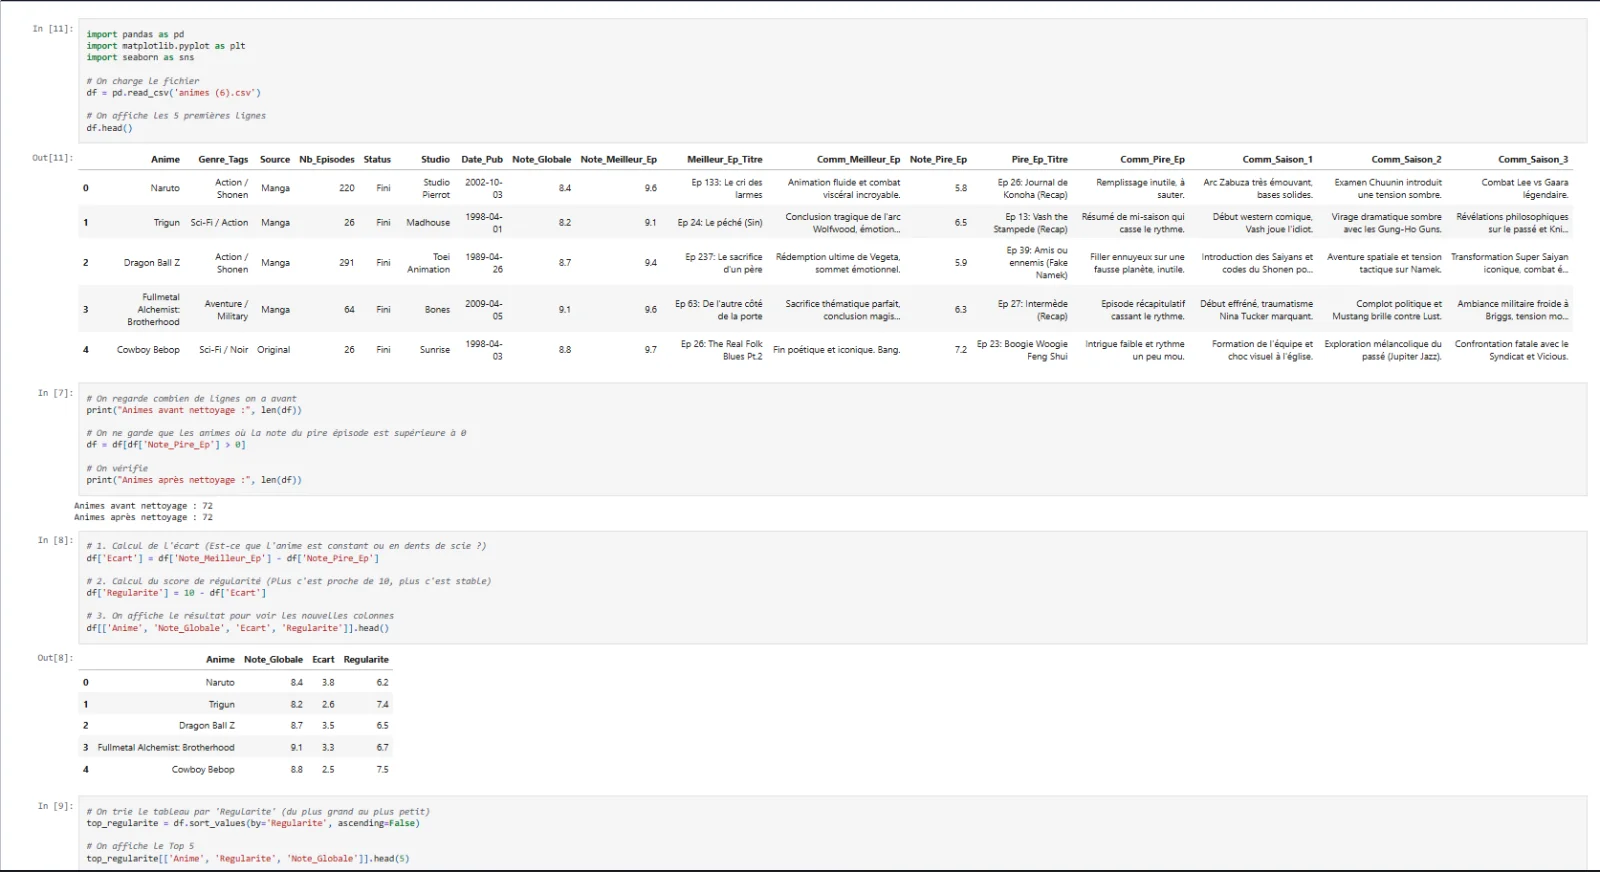 In [11]:
import pandas as pd
import matplotlib.pyplot as plt
import seaborn as sns
# On charge le fichier
df = pd.read_csv('animes (6).csv')
# On affiche les 5 premières lignes
df.head()
Out[11]:
Anime Genre_Tags Source Nb_Episodes Status Studio Date_Pub Note_Globale Note_Meilleur_Ep Meilleur_Ep_Titre Comm_Meilleur_Ep Note_Pire_Ep Pire_Ep_Titre Comm_Pire_Ep Comm_Saison_1 Comm_Saison_2 Comm_Saison_3
0 Naruto Action / Shonen Manga 220 Fini Studio Pierrot 2002-10-03 8.4 9.6 Ep 133: Le cri des larmes Animation fluide et combat viscéral incroyable. 5.8 Ep 26: Journal de Konoha (Recap) Remplissage inutile, à sauter. Arc Zabuza très émouvant, bases solides. Examen Chuunin introduit une tension sombre. Combat Lee vs Gaara légendaire.
1 Trigun Sci-Fi / Action Manga 26 Fini Madhouse 1998-04-01 8.2 9.1 Ep 24: Le péché (Sin) Conclusion tragique de l'arc Wolfwood, émotion... 6.5 Ep 13: Vash the Stampede (Recap) Résumé de mi-saison qui casse le rythme. Début western comique, Vash joue l'idiot. Virage dramatique sombre avec les Gung-Ho Guns. Révélations philosophiques sur le passé et Kni...
2 Dragon Ball Z Action / Shonen Manga 291 Fini Toei Animation 1989-04-26 8.7 9.4 Ep 237: Le sacrifice d'un père Rédemption ultime de Vegeta, sommet émotionnel. 5.9 Ep 39: Amis ou ennemis (Fake Namek) Filler ennuyeux sur une fausse planète, inutile. Introduction des Saiyans et codes du Shonen po... Aventure spatiale et tension tactique sur Namek. Transformation Super Saiyan iconique, combat é...
3 Fullmetal Alchemist: Brotherhood Aventure / Military Manga 64 Fini Bones 2009-04-05 9.1 9.6 Ep 63: De l'autre côté de la porte Sacrifice thématique parfait, conclusion magis... 6.3 Ep 27: Intermède (Recap) Episode récapitulatif cassant le rythme. Début effréné, traumatisme Nina Tucker marquant. Complot politique et Mustang brille contre Lust. Ambiance militaire froide à Briggs, tension mo...
4 Cowboy Bebop Sci-Fi / Noir Original 26 Fini Sunrise 1998-04-03 8.8 9.7 Ep 26: The Real Folk Blues Pt.2 Fin poétique et iconique. Bang. 7.2 Ep 23: Boogie Woogie Feng Shui Intrigue faible et rythme un peu mou. Formation de l'équipe et choc visuel à l'église. Exploration mélancolique du passé (Jupiter Jazz). Confrontation fatale avec le Syndicat et Vicious.
In [7]:
# On regarde combien de lignes on a avant
print("Animes avant nettoyage :", len(df))
# On ne garde que les animes où la note du pire épisode est supérieure à 0
df = df[df['Note_Pire_Ep'] > 0]
# On vérifie
print("Animes après nettoyage :", len(df))
Animes avant nettoyage : 72
Animes après nettoyage : 72
In [8]:
# 1. Calcul de l'écart (Est-ce que l'anime est constant ou en dents de scie ?)
df['Ecart'] = df['Note_Meilleur_Ep'] - df['Note_Pire_Ep']
# 2. Calcul du score de régularité (Plus c'est proche de 10, plus c'est stable)
df['Regularite'] = 10 - df['Ecart']
# 3. On affiche le résultat pour voir les nouvelles colonnes
df[['Anime', 'Note_Globale', 'Ecart', 'Regularite']].head()
Out[8]:
Anime Note_Globale Ecart Regularite
0 Naruto 8.4 3.8 6.2
1 Trigun 8.2 2.6 7.4
2 Dragon Ball Z 8.7 3.5 6.5
3 Fullmetal Alchemist: Brotherhood 9.1 3.3 6.7
4 Cowboy Bebop 8.8 2.5 7.5
In [9]:
# On trie le tableau par 'Regularite' (du plus grand au plus petit)
top_regularite = df.sort_values(by='Regularite', ascending=False)
# On affiche le Top 5
top_regularite[['Anime', 'Regularite', 'Note_Globale']].head(5)